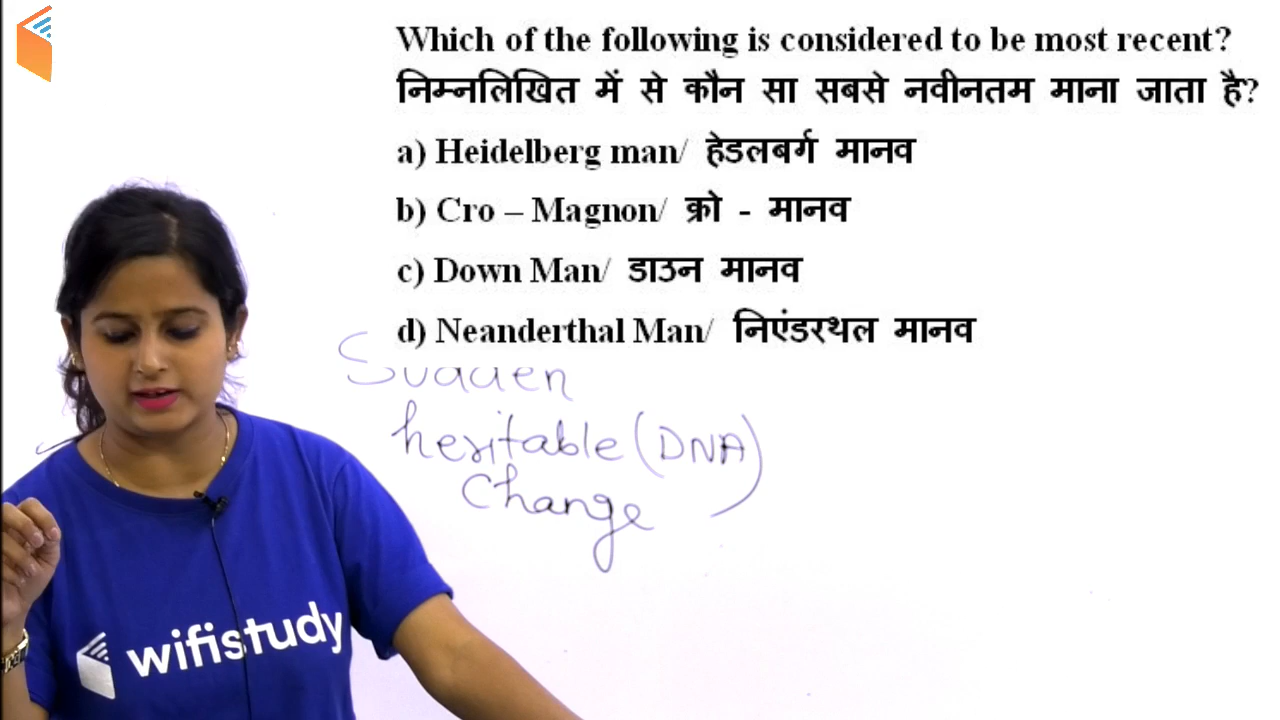 Which of the following is considered to be most recent?
निम्नलिखित में से कौन सा सबसे नवीनतम माना जाता है?
a) Heidelberg man/ हेडलबर्ग मानव
b) Cro – Magnon/ क्रो - मानव
c) Down Man/ डाउन मानव
d) Neanderthal Man/ निएंडरथल मानव
Sudden
heritable (DNA)
Change
wifistudy